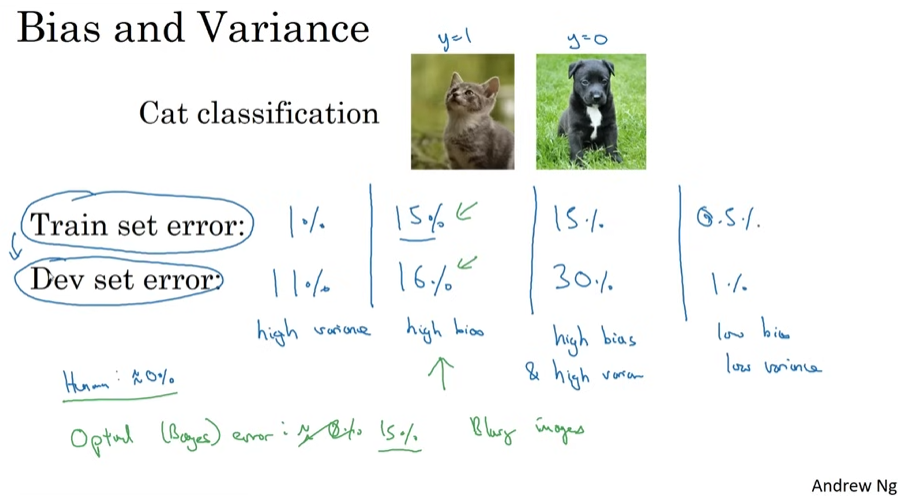 Bias and Variance
y=1 y=0
Cat classification
Train set error: 1% 15% 15% 0.5%
Dev set error: 11% 16% 30% 1%
high variance high bias high bias low bias
& high varian low variance
Human: ≈0%
Optimal (Bayes) error: ≈ 0% 15% Blurry images
Andrew Ng